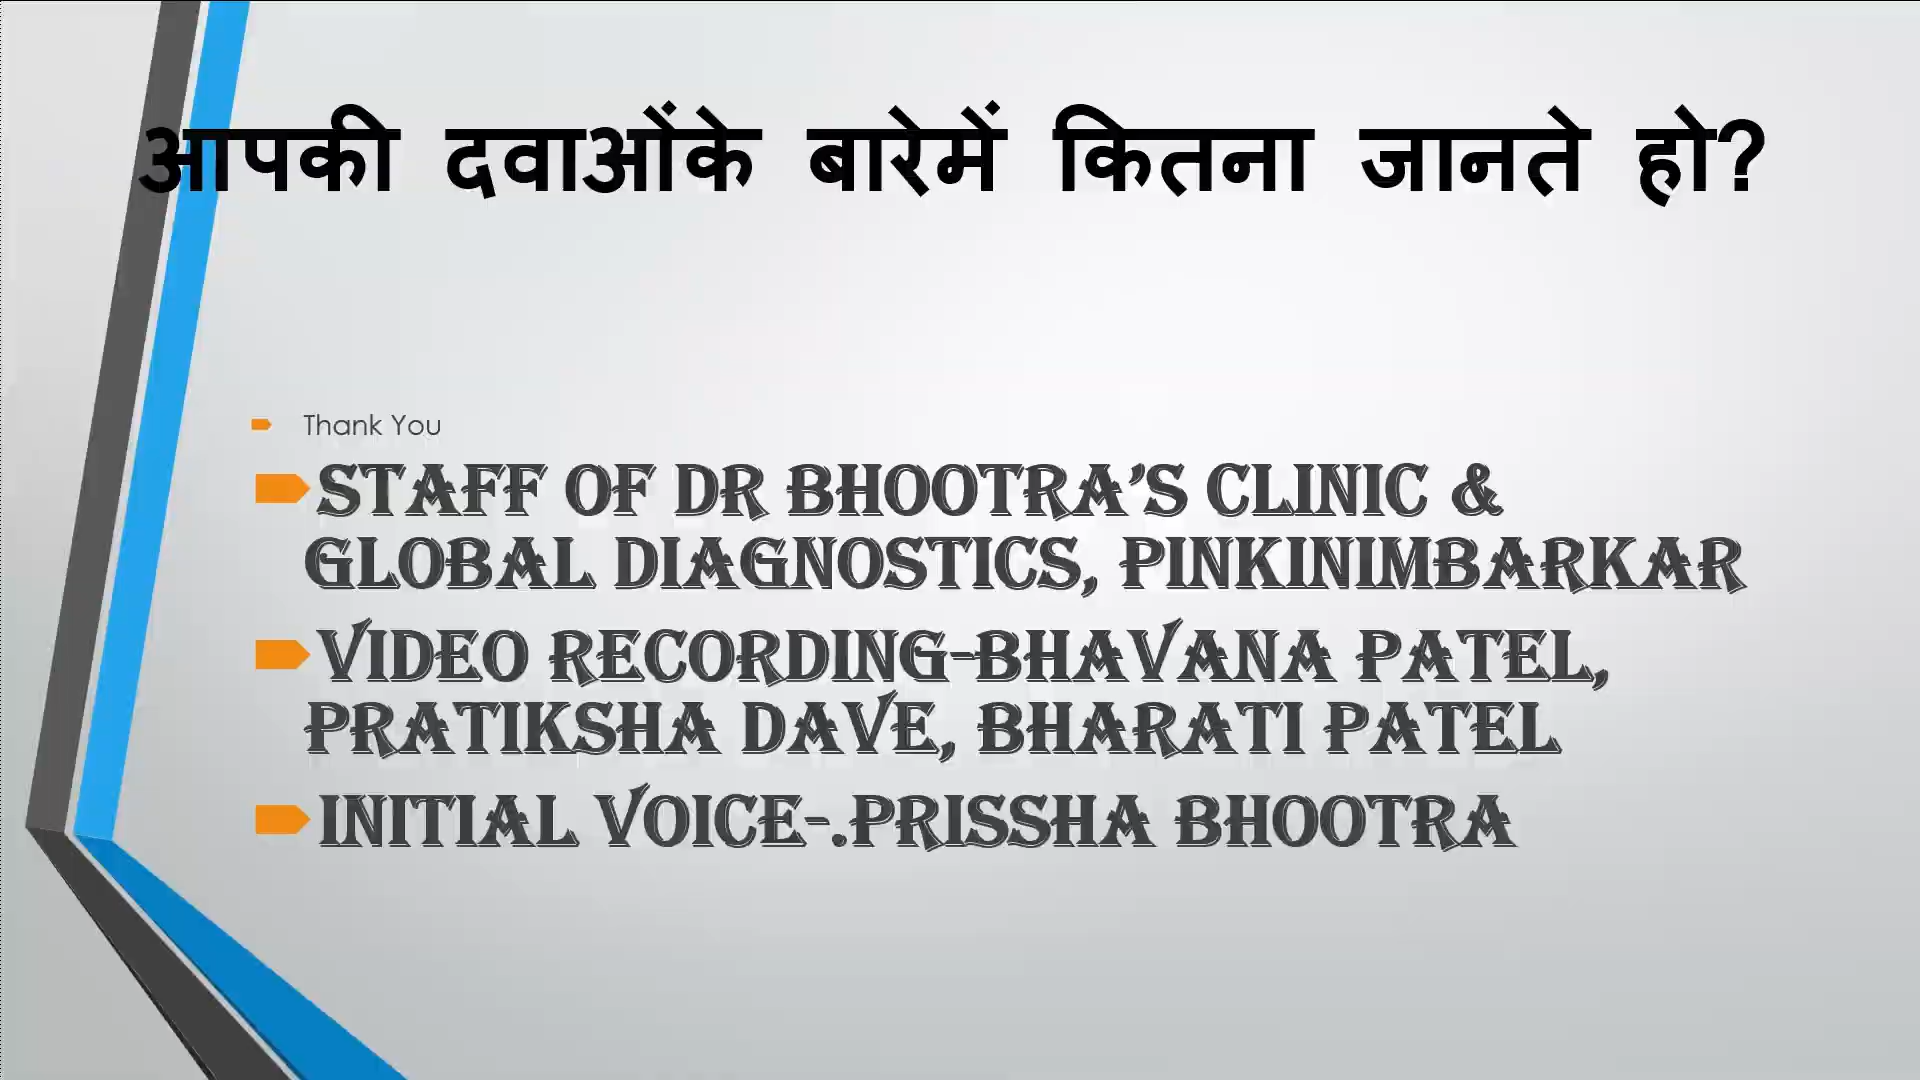 आपकी दवाओंके बारेमें कितना जानते हो?
Thank You
STAFF OF DR BHOOTRA’S CLINIC &
GLOBAL DIAGNOSTICS, PINKINIMBARKAR
VIDEO RECORDING-BHAVANA PATEL,
PRATIKSHA DAVE, BHARATI PATEL
INITIAL VOICE-.PRISSHA BHOOTRA